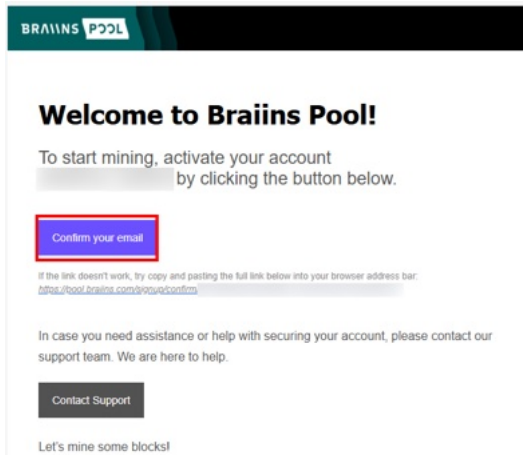 BRAIINS POOL
Welcome to Braiins Pool!
To start mining, activate your account
by clicking the button below.
Confirm your email
If the link doesn't work, try copy and pasting the full link below into your browser address bar:
https://pool.braiins.com/signup/confirm/
In case you need assistance or help with securing your account, please contact our
support team. We are here to help.
Contact Support
Let's mine some blocks!